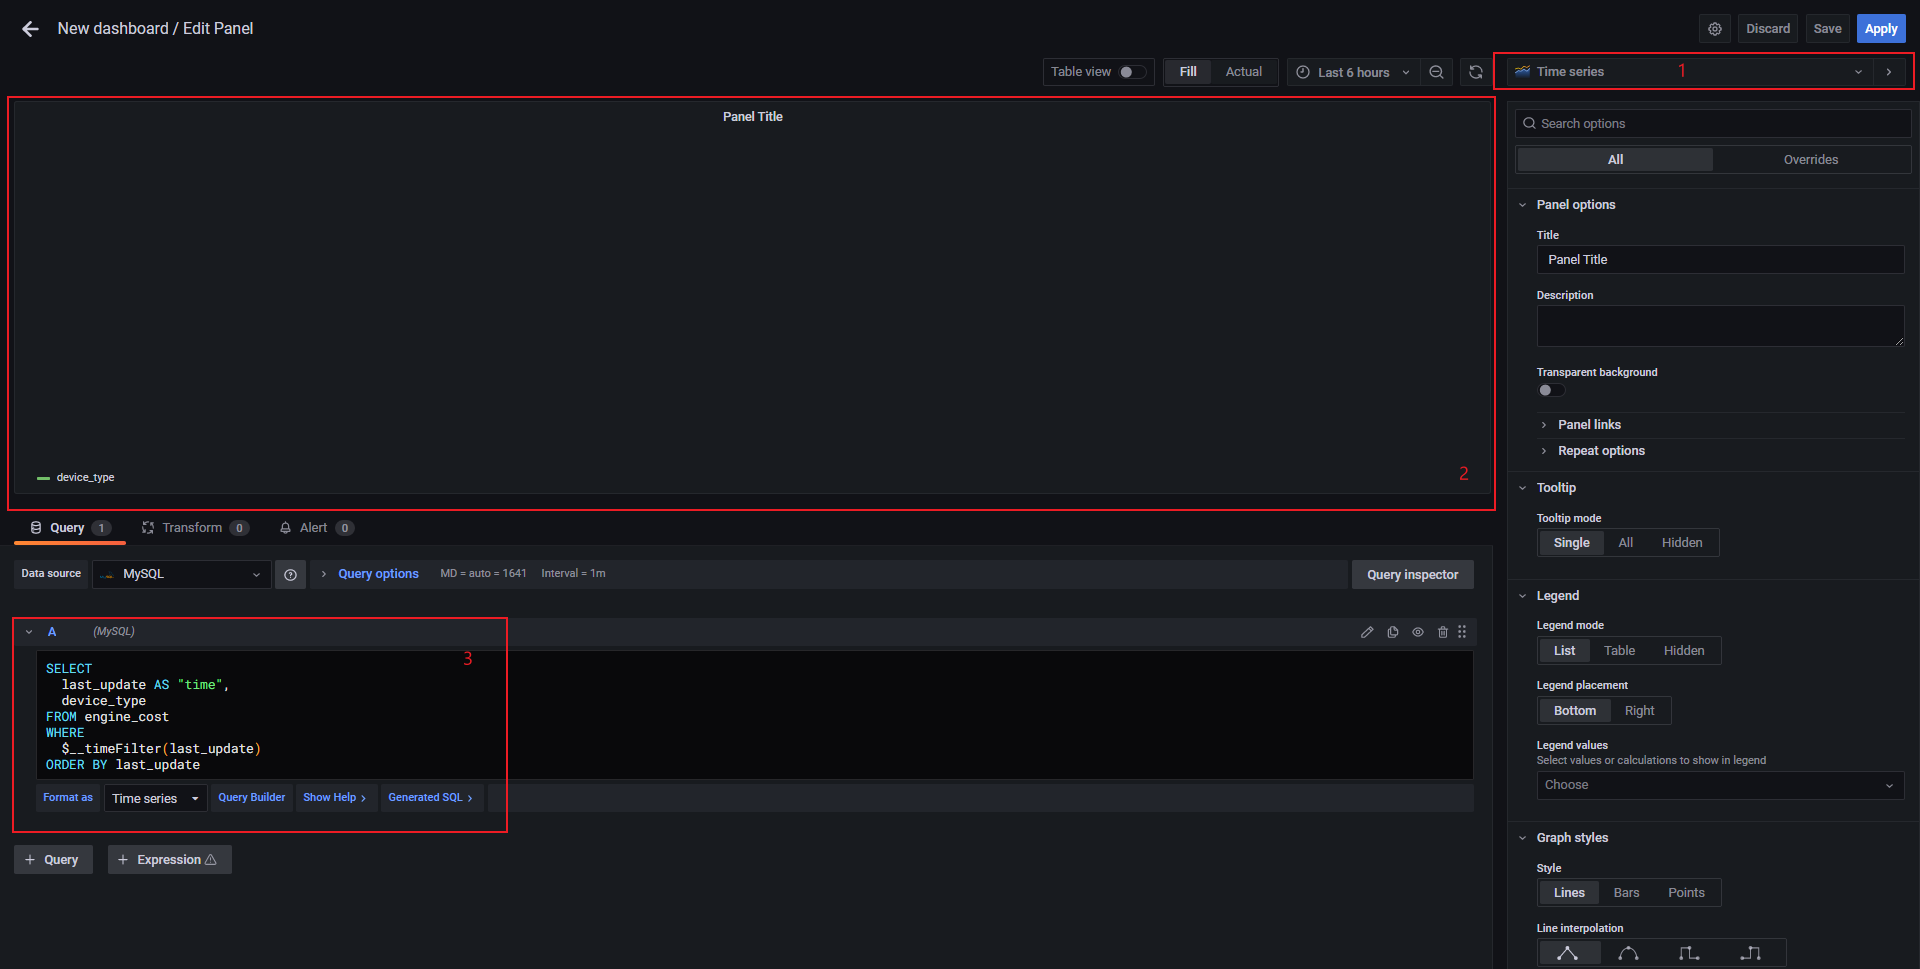 New dashboard / Edit Panel
Discard
Save
Apply
Table view
Fill
Actual
Last 6 hours
Time series
1
Panel Title
device_type
2
Search options
All
Overrides
Panel options
Title
Panel Title
Description
Transparent background
Panel links
Repeat options
Tooltip
Tooltip mode
Single
All
Hidden
Legend
Legend mode
List
Table
Hidden
Legend placement
Bottom
Right
Legend values
Select values or calculations to show in legend
Choose
Graph styles
Style
Lines
Bars
Points
Line interpolation
Query 1
Transform 0
Alert 0
Data source
MySQL
Query options
MD = auto = 1641
Interval = 1m
Query inspector
A
(MySQL)
3
SELECT
last_update AS "time",
device_type
FROM engine_cost
WHERE
$__timeFilter(last_update)
ORDER BY last_update
Format as
Time series
Query Builder
Show Help >
Generated SQL >
+ Query
+ Expression